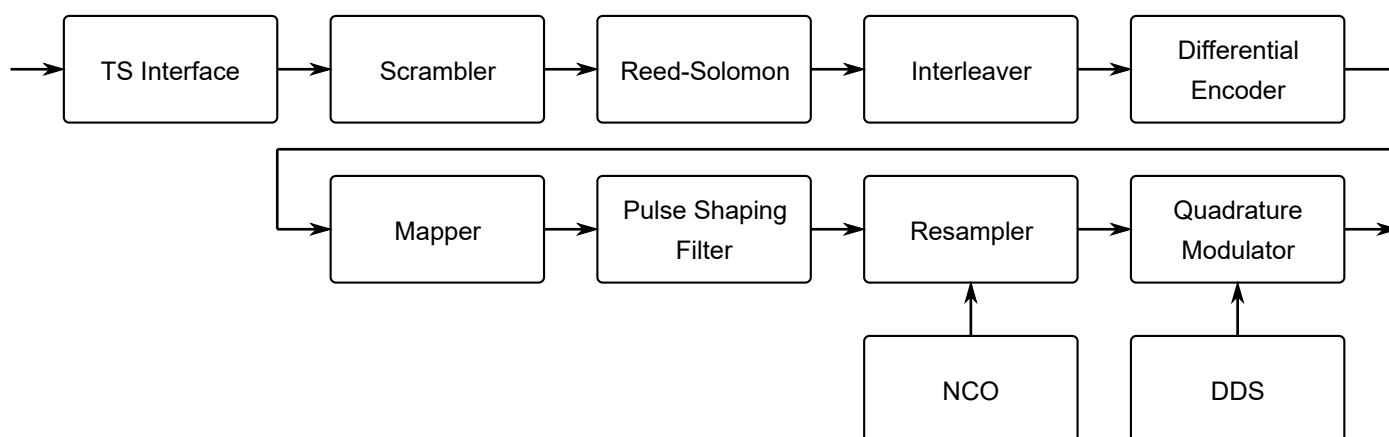 TS Interface
Scrambler
Reed-Solomon
Interleaver
Differential
Encoder
Mapper
Pulse Shaping
Filter
Resampler
Quadrature
Modulator
NCO
DDS